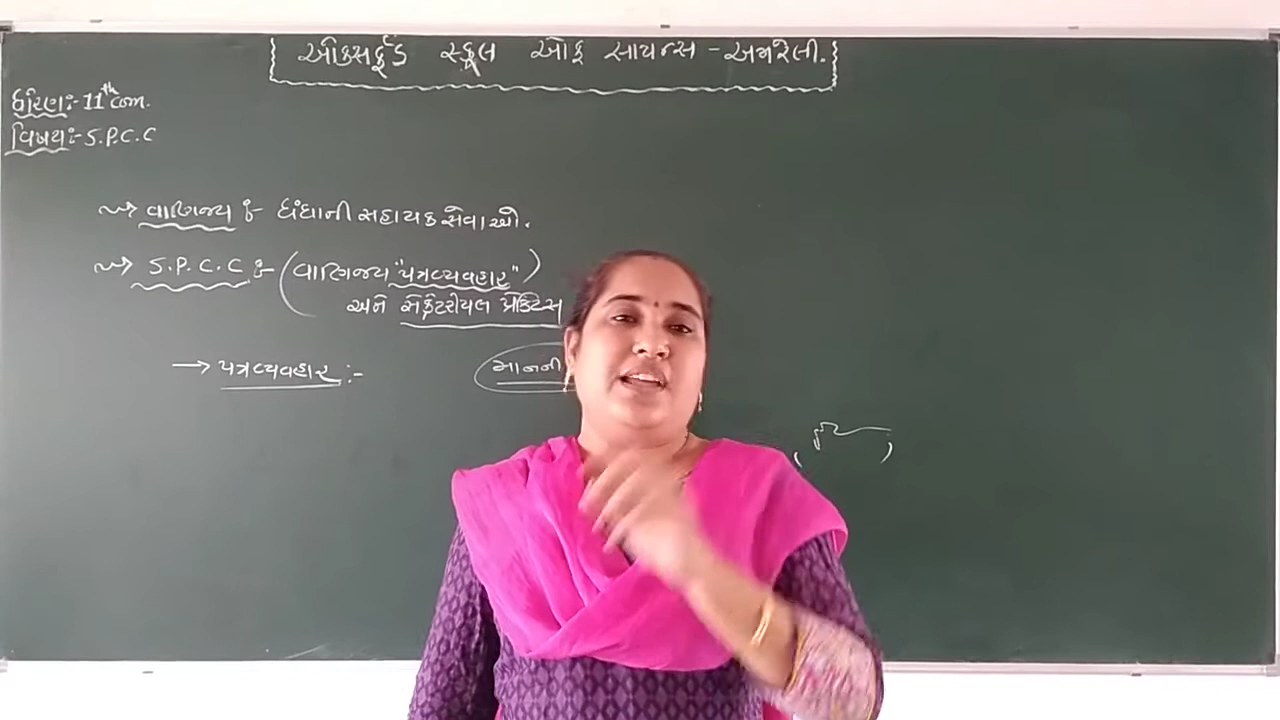 ઓક્સફર્ડ સ્કૂલ ઓફ સાયન્સ - અમરેલી.
ધોરણ:- 11th com.
વિષય:- S.P.C.C
વાણિજ્ય :- ધંધાની સહાયક સેવાઓ.
S.P.C.C :- (વાણિજ્ય "પત્રવ્યવહાર")
અને સેક્રેટરીયલ પ્રેક્ટિસ
→ પત્રવ્યવહાર :-